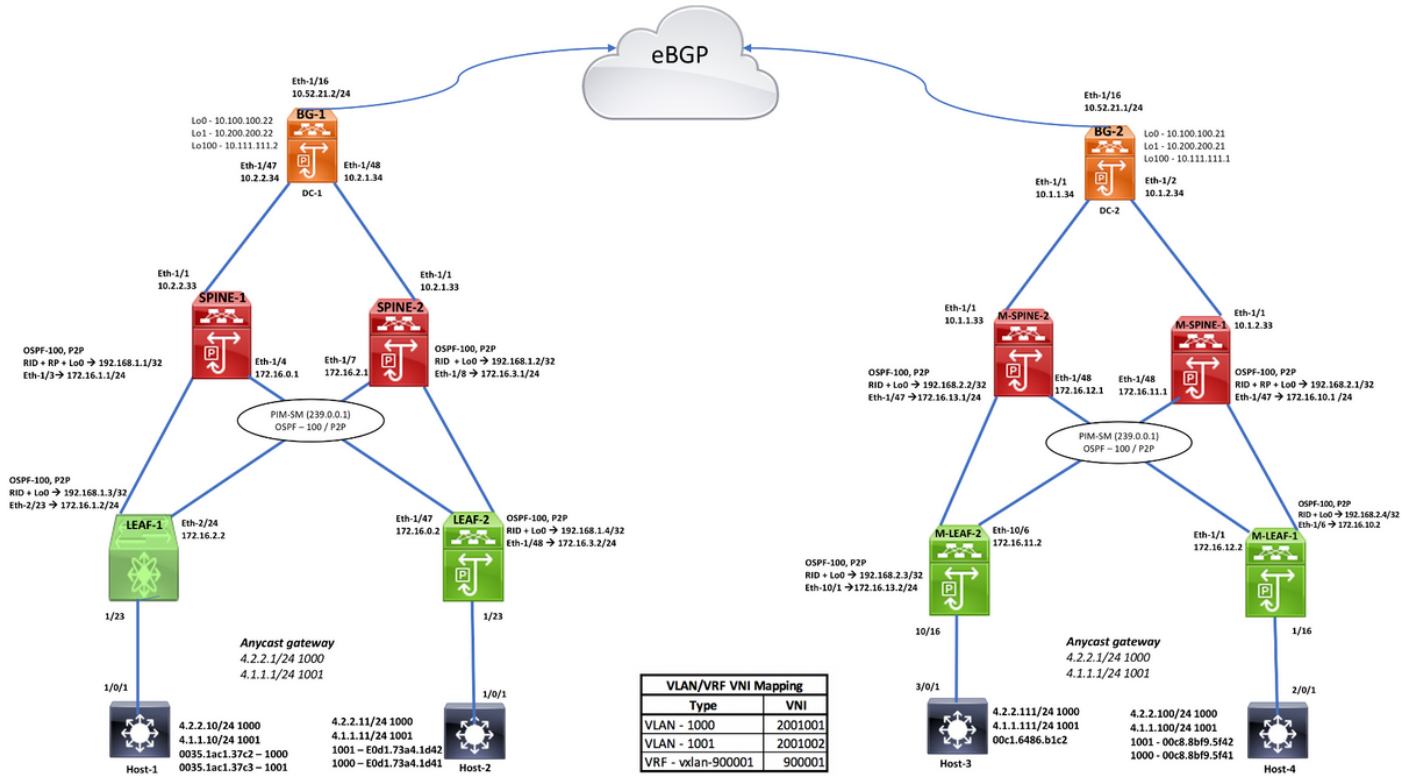 eBGP
Eth-1/16
10.52.21.2/24
BG-1
Lo0 - 10.100.100.22
Lo1 - 10.200.200.22
Lo100 - 10.111.111.2
Eth-1/47
10.2.2.34
Eth-1/48
10.2.1.34
DC-1
Eth-1/16
10.52.21.1/24
BG-2
Lo0 - 10.100.100.21
Lo1 - 10.200.200.21
Lo100 - 10.111.111.1
Eth-1/1
10.1.1.34
Eth-1/2
10.1.2.34
DC-2
Eth-1/1
10.2.2.33
SPINE-1
Eth-1/1
10.2.1.33
SPINE-2
OSPF-100, P2P
RID + RP + Lo0 → 192.168.1.1/32
Eth-1/3→ 172.16.1.1/24
Eth-1/4
172.16.0.1
Eth-1/7
172.16.2.1
OSPF-100, P2P
RID + Lo0 → 192.168.1.2/32
Eth-1/8 → 172.16.3.1/24
PIM-SM (239.0.0.1)
OSPF – 100 / P2P
Eth-1/1
10.1.1.33
M-SPINE-2
Eth-1/1
10.1.2.33
M-SPINE-1
OSPF-100, P2P
RID + Lo0 → 192.168.2.2/32
Eth-1/47 →172.16.13.1/24
Eth-1/48
172.16.12.1
Eth-1/48
172.16.11.1
OSPF-100, P2P
RID + RP + Lo0 → 192.168.2.1/32
Eth-1/47 → 172.16.10.1 /24
PIM-SM (239.0.0.1)
OSPF – 100 / P2P
OSPF-100, P2P
RID + Lo0 → 192.168.1.3/32
Eth-2/23 → 172.16.1.2/24
LEAF-1
Eth-2/24
172.16.2.2
Eth-1/47
172.16.0.2
LEAF-2
OSPF-100, P2P
RID + Lo0 → 192.168.1.4/32
Eth-1/48 → 172.16.3.2/24
OSPF-100, P2P
RID + Lo0 → 192.168.2.3/32
Eth-10/1 → 172.16.13.2/24
M-LEAF-2
Eth-10/6
172.16.11.2
Eth-1/1
172.16.12.2
M-LEAF-1
OSPF-100, P2P
RID+ Lo0 → 192.168.2.4/32
Eth-1/6 → 172.16.10.2
1/23
1/23
10/16
1/16
Anycast gateway
4.2.2.1/24 1000
4.1.1.1/24 1001
Anycast gateway
4.2.2.1/24 1000
4.1.1.1/24 1001
1/0/1
Host-1
4.2.2.10/24 1000
4.1.1.10/24 1001
0035.1ac1.37c2 – 1000
0035.1ac1.37c3 – 1001
4.2.2.11/24 1000
4.1.1.11/24 1001
1001 – E0d1.73a4.1d42
1000 – E0d1.73a4.1d41
1/0/1
Host-2
VLAN/VRF VNI Mapping
Type VNI
VLAN - 1000 2001001
VLAN - 1001 2001002
VRF - vxlan-900001 900001
3/0/1
Host-3
4.2.2.111/24 1000
4.1.1.111/24 1001
00c1.6486.b1c2
4.2.2.100/24 1000
4.1.1.100/24 1001
1001 - 00c8.8bf9.5f42
1000 - 00c8.8bf9.5f41
2/0/1
Host-4